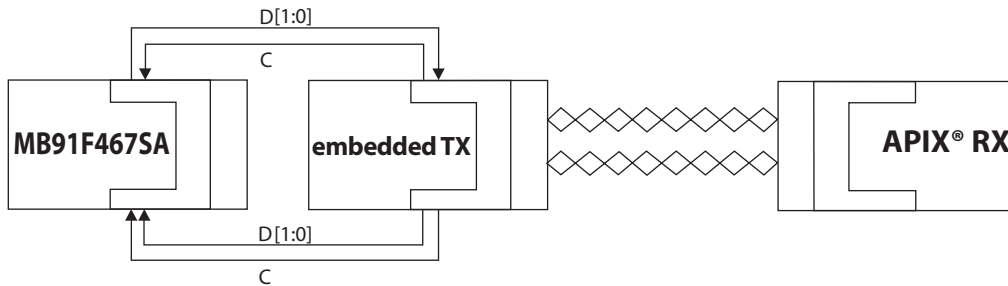 D[1:0]
C
MB91F467SA
embedded TX
APIX® RX
D[1:0]
C